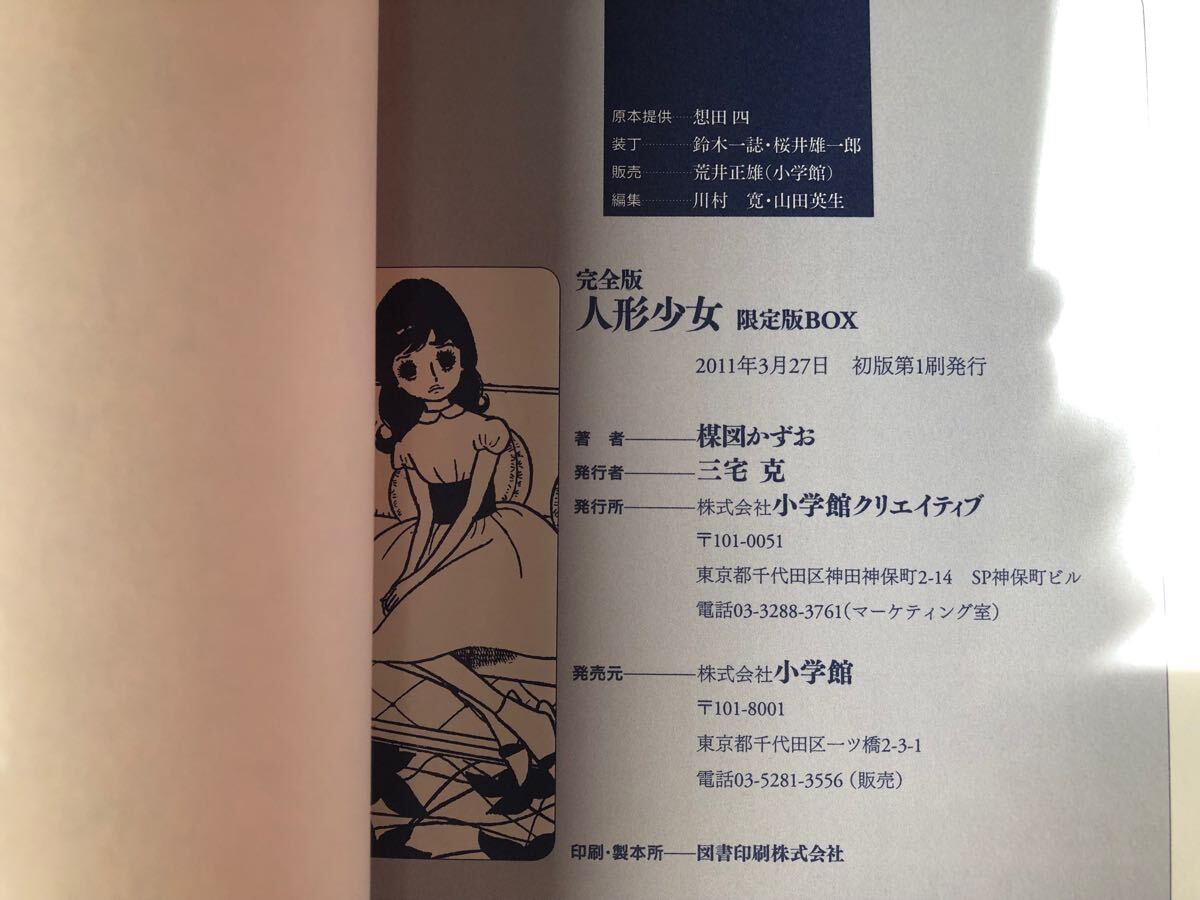 原本提供……想田 四
装丁…………鈴木一誌・桜井雄一郎
販売…………荒井正雄(小学館)
編集…………川村　寛・山田英生
完全版
人形少女 限定版BOX
2011年3月27日　初版第1刷発行
著　者――楳図かずお
発行者――三宅 克
発行所――株式会社小学館クリエイティブ
〒101-0051
東京都千代田区神田神保町2-14　SP神保町ビル
電話03-3288-3761(マーケティング室)
発売元――株式会社小学館
〒101-8001
東京都千代田区一ツ橋2-3-1
電話03-5281-3556(販売)
印刷・製本所――図書印刷株式会社